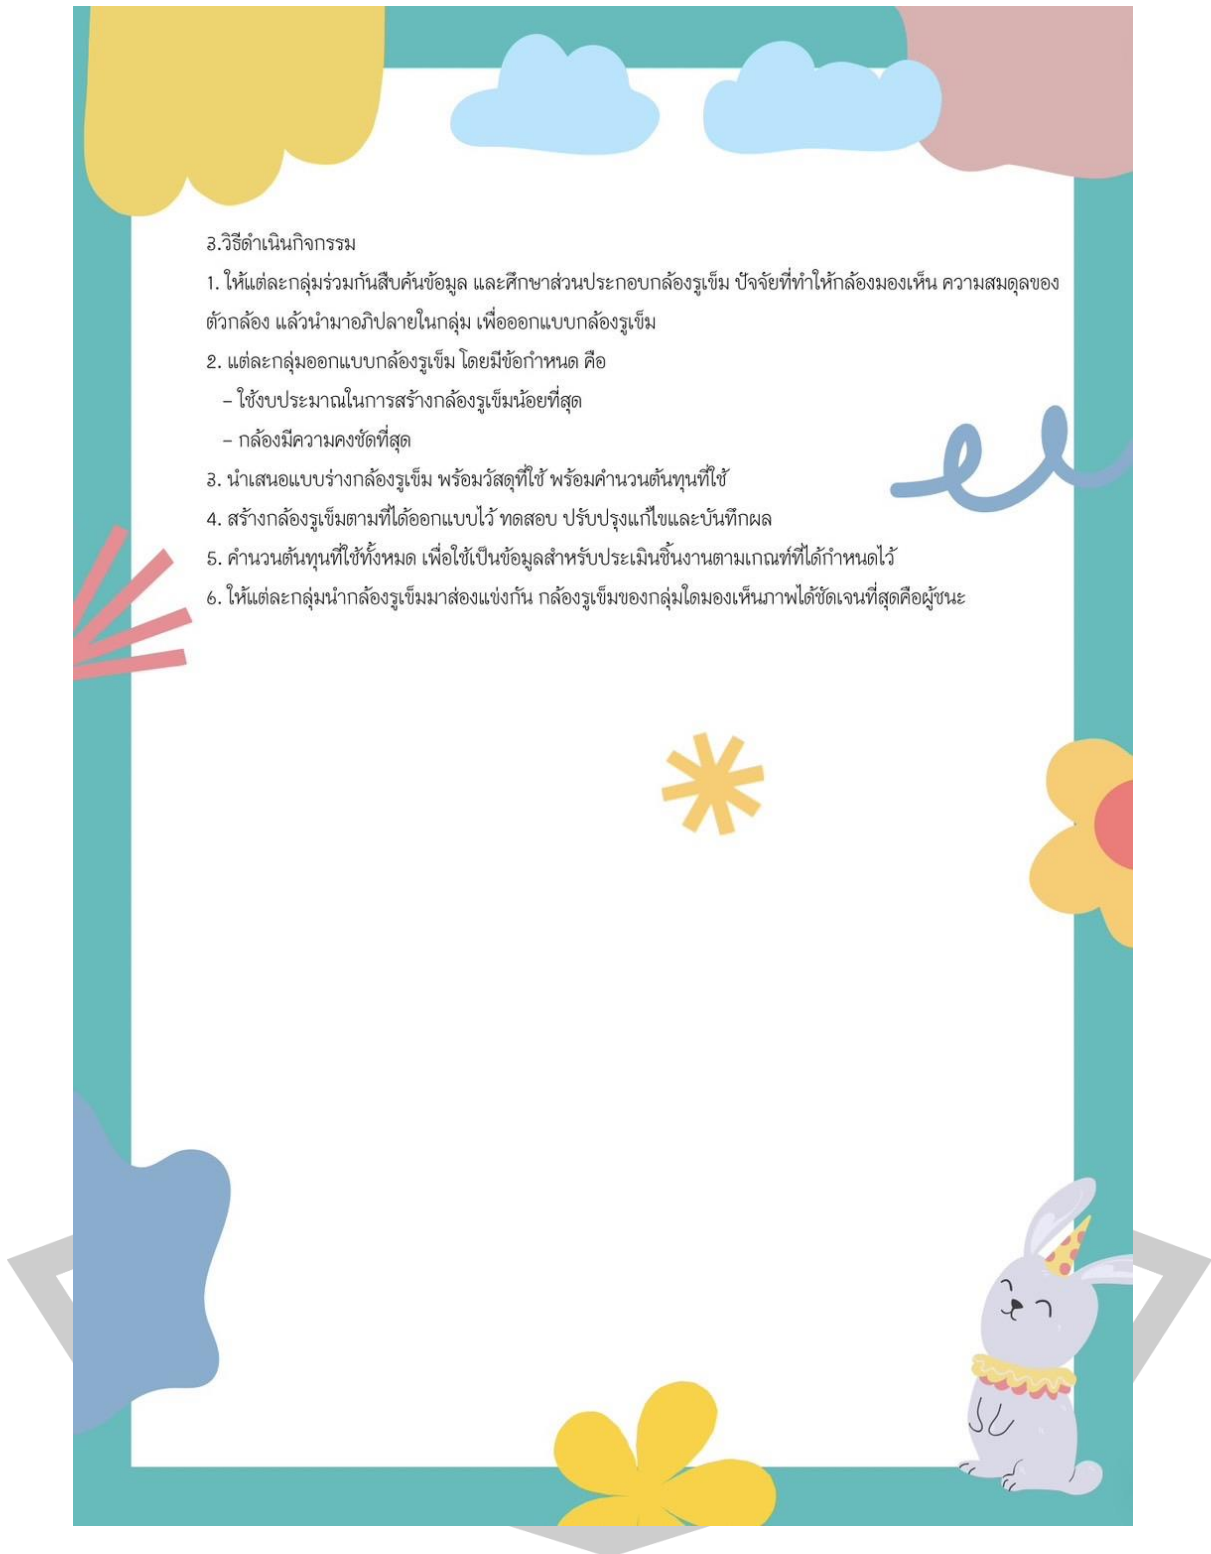 3.วิธีดำเนินกิจกรรม
1. ให้แต่ละกลุ่มร่วมกันสืบค้นข้อมูล และศึกษาส่วนประกอบกล้องรูเข็ม ปัจจัยที่ทำให้กล้องมองเห็น ความสมดุลของ
ตัวกล้อง แล้วนำมาอภิปลายในกลุ่ม เพื่อออกแบบกล้องรูเข็ม
2. แต่ละกลุ่มออกแบบกล้องรูเข็ม โดยมีข้อกำหนด คือ
- ใช้งบประมาณในการสร้างกล้องรูเข็มน้อยที่สุด
- กล้องมีความคงชัดที่สุด
3. นำเสนอแบบร่างกล้องรูเข็ม พร้อมวัสดุที่ใช้ พร้อมคำนวนต้นทุนที่ใช้
4. สร้างกล้องรูเข็มตามที่ได้ออกแบบไว้ ทดสอบ ปรับปรุงแก้ไขและบันทึกผล
5. คำนวนต้นทุนที่ใช้ทั้งหมด เพื่อใช้เป็นข้อมูลสำหรับประเมินชิ้นงานตามเกณฑ์ที่ได้กำหนดไว้
6. ให้แต่ละกลุ่มนำกล้องรูเข็มมาส่องแข่งกัน กล้องรูเข็มของกลุ่มใดมองเห็นภาพได้ชัดเจนที่สุดคือผู้ชนะ